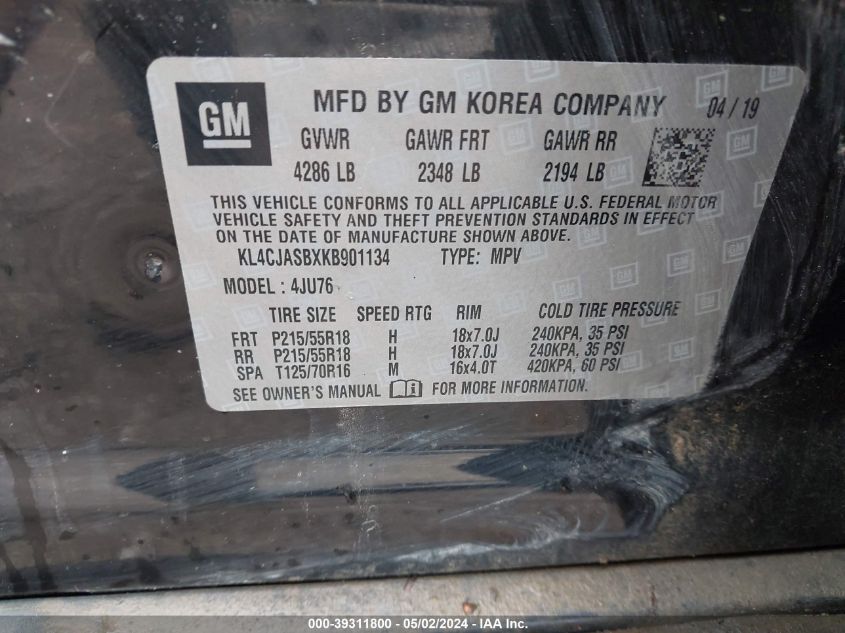 GM MFD BY GM KOREA COMPANY 04/19
GVWR GAWR FRT GAWR RR
4286 LB 2348 LB 2194 LB
THIS VEHICLE CONFORMS TO ALL APPLICABLE U.S. FEDERAL MOTOR
VEHICLE SAFETY AND THEFT PREVENTION STANDARDS IN EFFECT
ON THE DATE OF MANUFACTURE SHOWN ABOVE.
KL4CJASBXKB901134 TYPE: MPV
MODEL: 4JU76
TIRE SIZE SPEED RTG RIM COLD TIRE PRESSURE
FRT P215/55R18 H 18x7.0J 240KPA, 35 PSI
RR P215/55R18 H 18x7.0J 240KPA, 35 PSI
SPA T125/70R16 M 16x4.0T 420KPA, 60 PSI
SEE OWNER'S MANUAL FOR MORE INFORMATION.
000-39311800 - 05/02/2024 - IAA Inc.